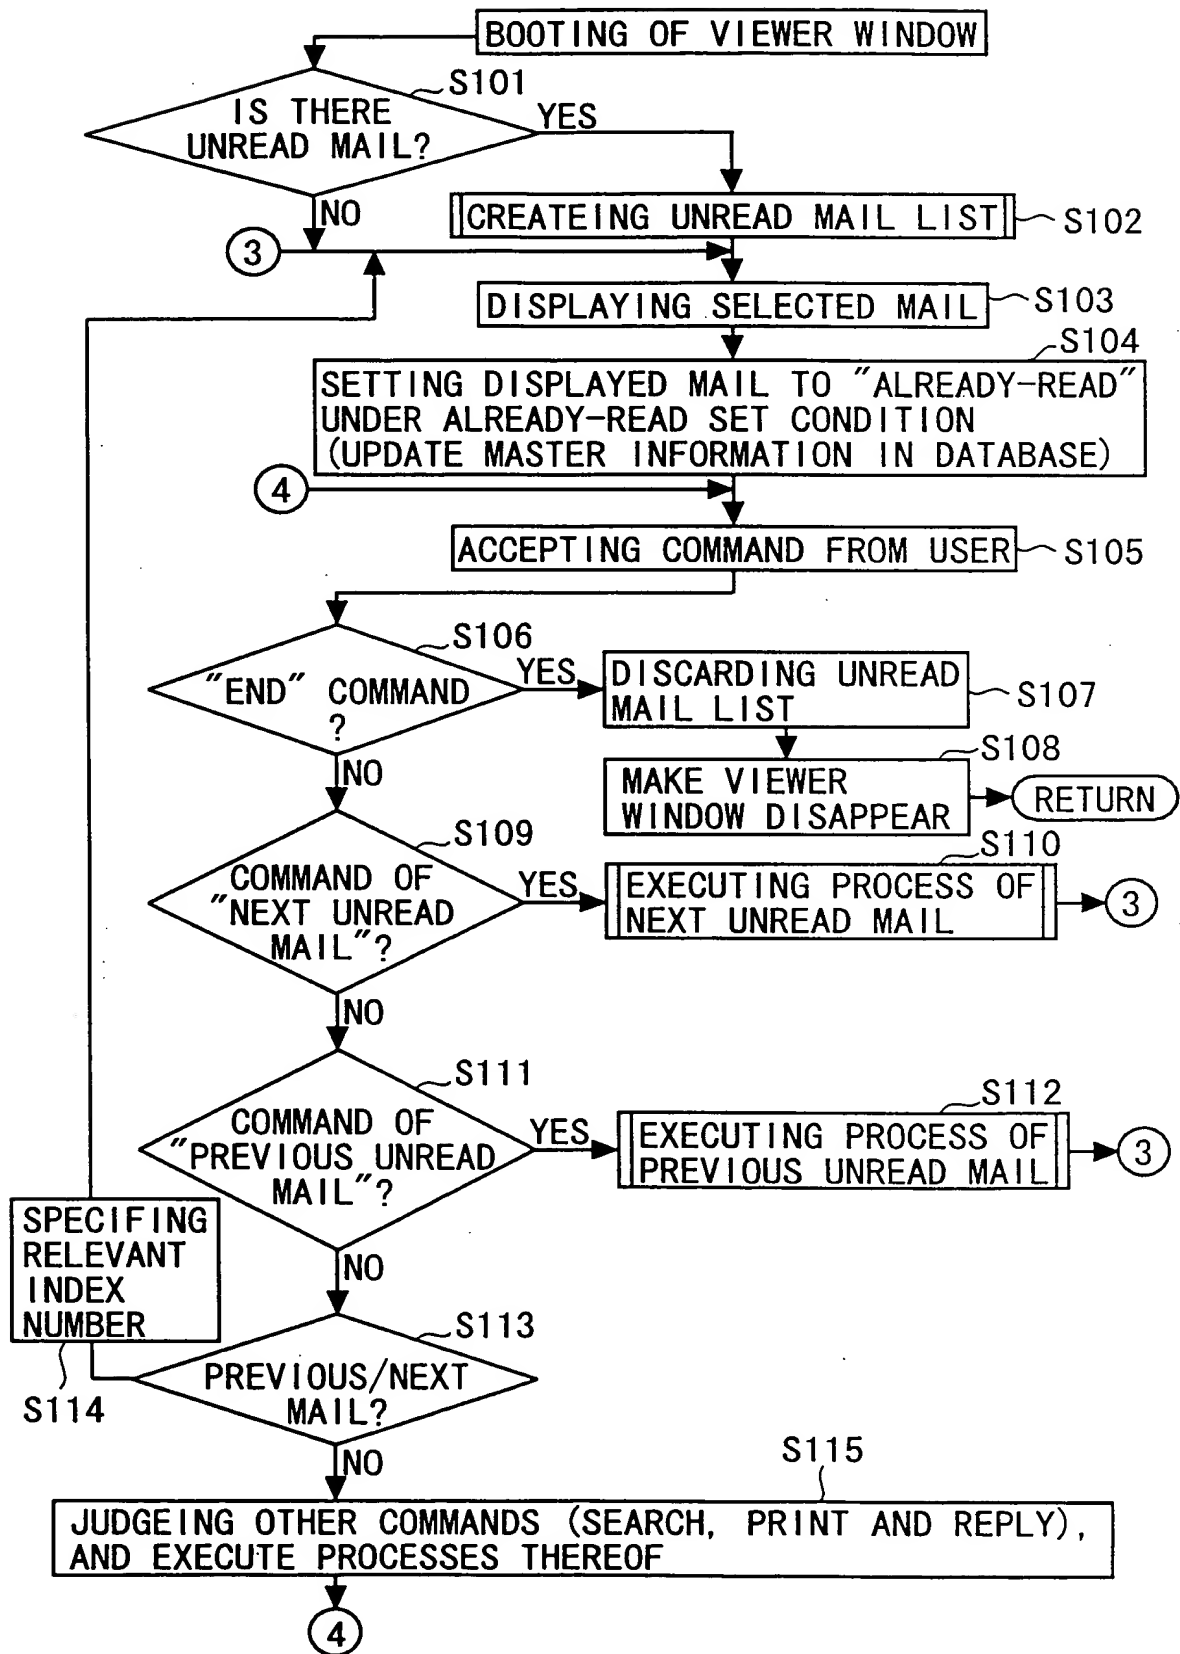 BOOTING OF VIEWER WINDOW
S101
IS THERE
UNREAD MAIL?
YES
NO
CREATEING UNREAD MAIL LIST
S102
3
DISPLAYING SELECTED MAIL
S103
S104
SETTING DISPLAYED MAIL TO "ALREADY-READ"
UNDER ALREADY-READ SET CONDITION
(UPDATE MASTER INFORMATION IN DATABASE)
4
ACCEPTING COMMAND FROM USER
S105
S106
"END" COMMAND
?
YES
NO
DISCARDING UNREAD
MAIL LIST
S107
S108
MAKE VIEWER
WINDOW DISAPPEAR
RETURN
S109
COMMAND OF
"NEXT UNREAD
MAIL"?
YES
NO
S110
EXECUTING PROCESS OF
NEXT UNREAD MAIL
3
S111
COMMAND OF
"PREVIOUS UNREAD
MAIL"?
YES
NO
S112
EXECUTING PROCESS OF
PREVIOUS UNREAD MAIL
3
SPECIFING
RELEVANT
INDEX
NUMBER
S114
S113
PREVIOUS/NEXT
MAIL?
NO
S115
JUDGEING OTHER COMMANDS (SEARCH, PRINT AND REPLY),
AND EXECUTE PROCESSES THEREOF
4